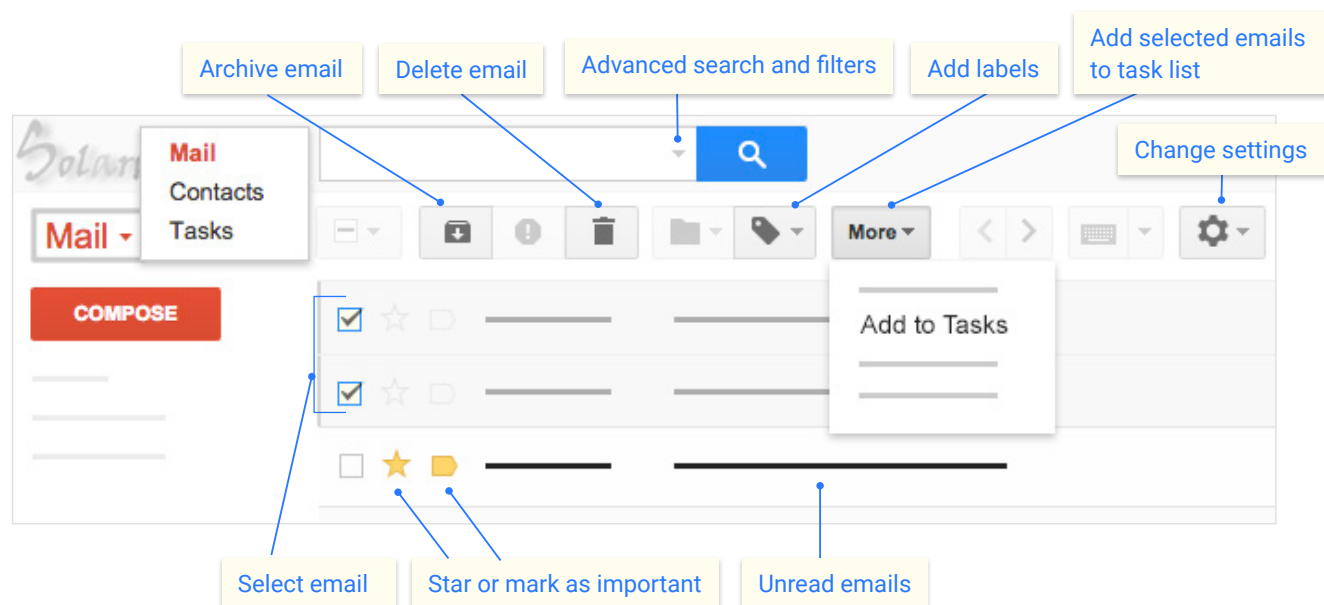 Add selected emails
to task list
Archive email
Delete email
Advanced search and filters
Add labels
Change settings
Mail
Contacts
Tasks
Mail
More
COMPOSE
Add to Tasks
Select email
Star or mark as important
Unread emails